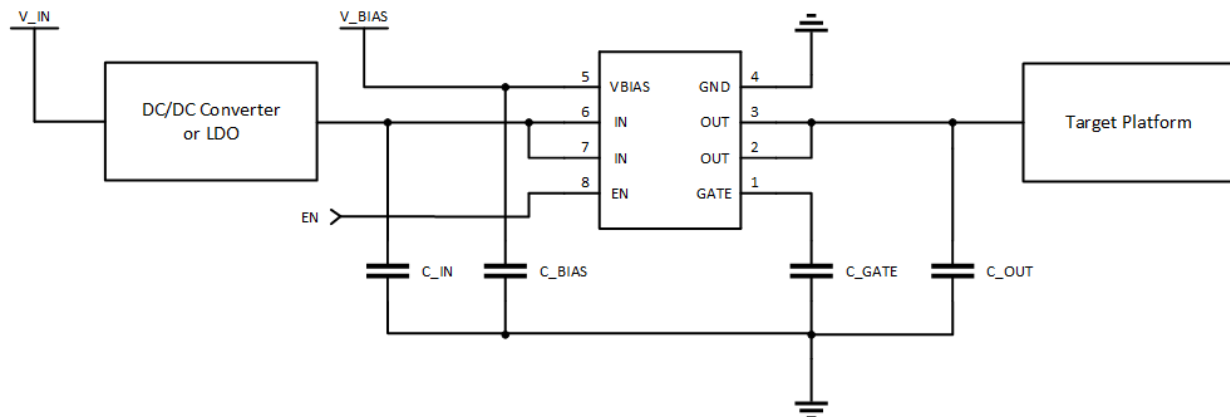 V_IN
V_BIAS
DC/DC Converter
or LDO
5
VBIAS
GND
4
6
IN
OUT
3
7
IN
OUT
2
8
EN
GATE
1
Target Platform
EN
C_IN
C_BIAS
C_GATE
C_OUT